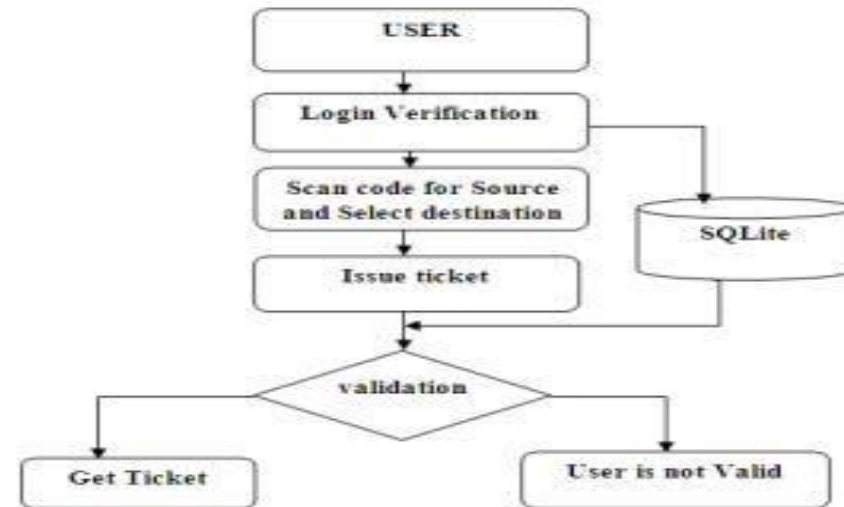 USER
Login Verification
Scan code for Source
and Select destination
SQLite
Issue ticket
validation
Get Ticket
User is not Valid